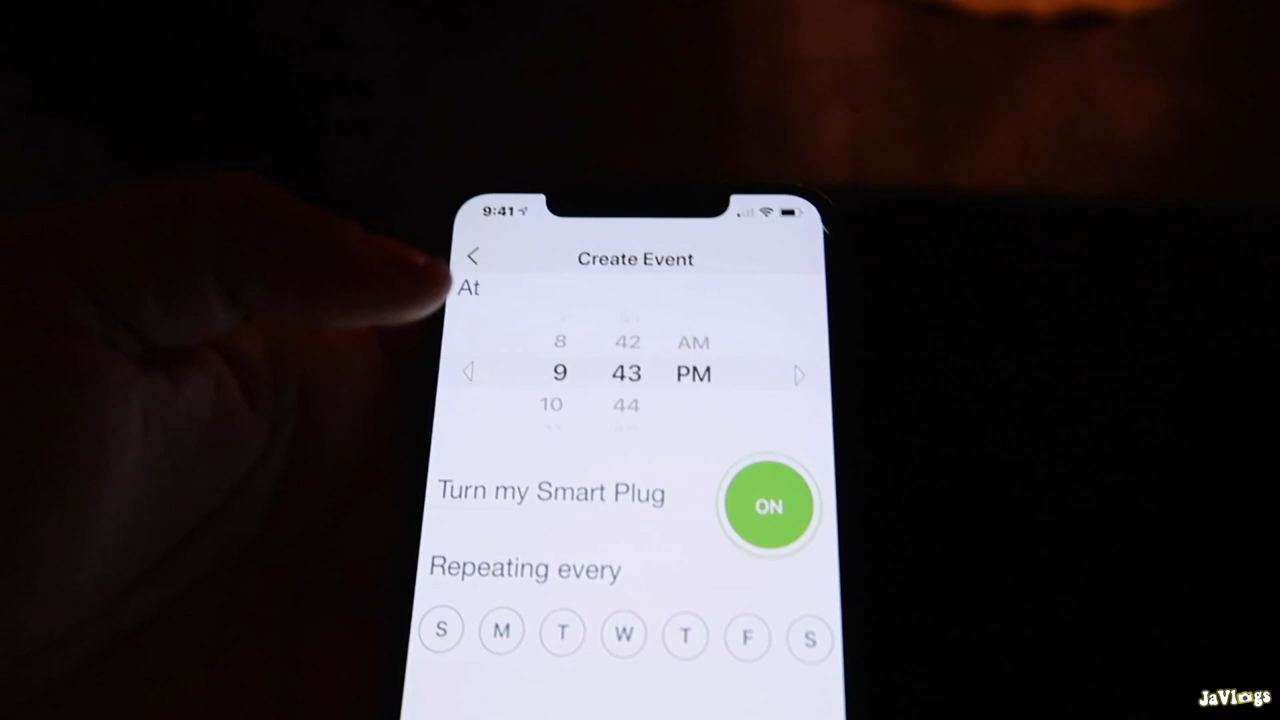 9:41
Create Event
At
8 42 AM
9 43 PM
10 44
Turn my Smart Plug ON
Repeating every
S M T W T F S
JaVlogs